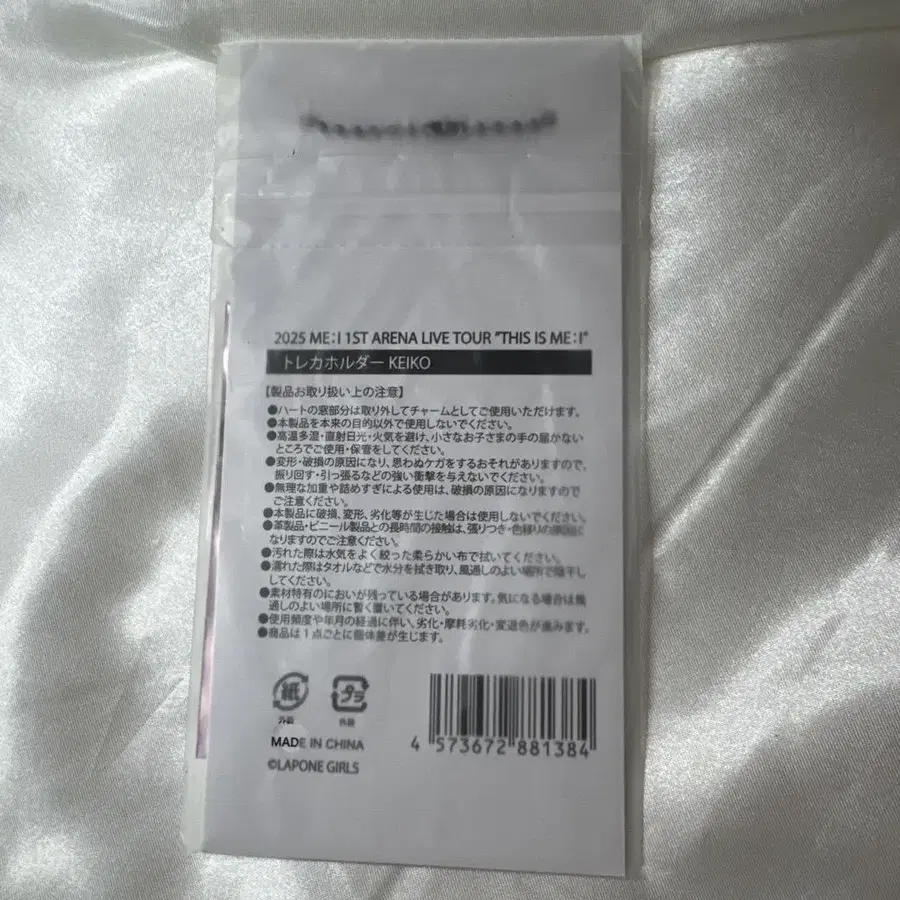 2025 ME:I 1ST ARENA LIVE TOUR "THIS IS ME:I"
トレカホルダー KEIKO
【製品お取り扱い上の注意】
●ハートの窓部分は取り外してチャームとしてご使用いただけます。
●本製品を本来の目的以外で使用しないでください。
●高温多湿・直射日光・火気を避け、小さなお子さまの手の届かない
ところでご使用・保管をしてください。
●変形・破損の原因になり、思わぬケガをするおそれがありますので、
振り回す・引っ張るなどの強い衝撃を与えないでください。
●無理な加重や詰めすぎによる使用は、破損の原因になりますので
ご注意ください。
●本製品に破損、変形、劣化等が生じた場合は使用しないでください。
●革製品・ビニール製品との長時間の接触は、張りつき・色移りの原因に
なりますのでご注意ください。
●汚れた際は水気をよく絞った柔らかい布で拭いてください。
●濡れた際はタオルなどで水分を拭き取り、風通しのよい場所で陰干し
してください。
●素材特有のにおいが残っている場合があります。気になる場合は風
通しのよい場所に暫く置いてください。
●使用頻度や年月の経過に伴い、劣化・摩耗劣化・変退色が進みます。
●商品は1点ごとに個体差が生じます。
紙 プラ
外装 外袋
MADE IN CHINA
4 573672 881384
©LAPONE GIRLS